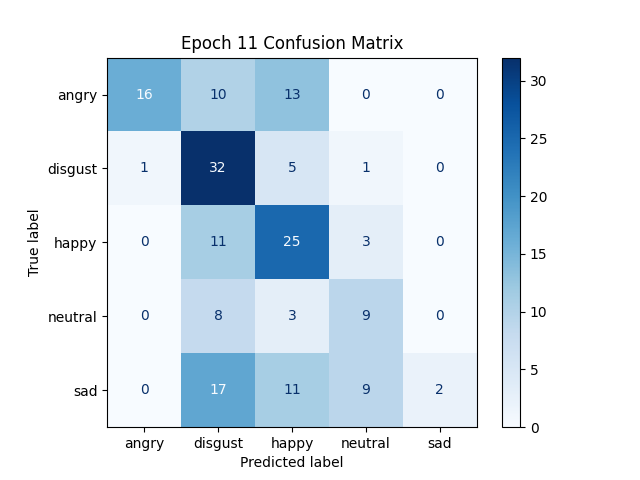 Epoch 11 Confusion Matrix
True label
angry 16 10 13 0 0
disgust 1 32 5 1 0
happy 0 11 25 3 0
neutral 0 8 3 9 0
sad 0 17 11 9 2
angry disgust happy neutral sad
Predicted label
30
25
20
15
10
5
0